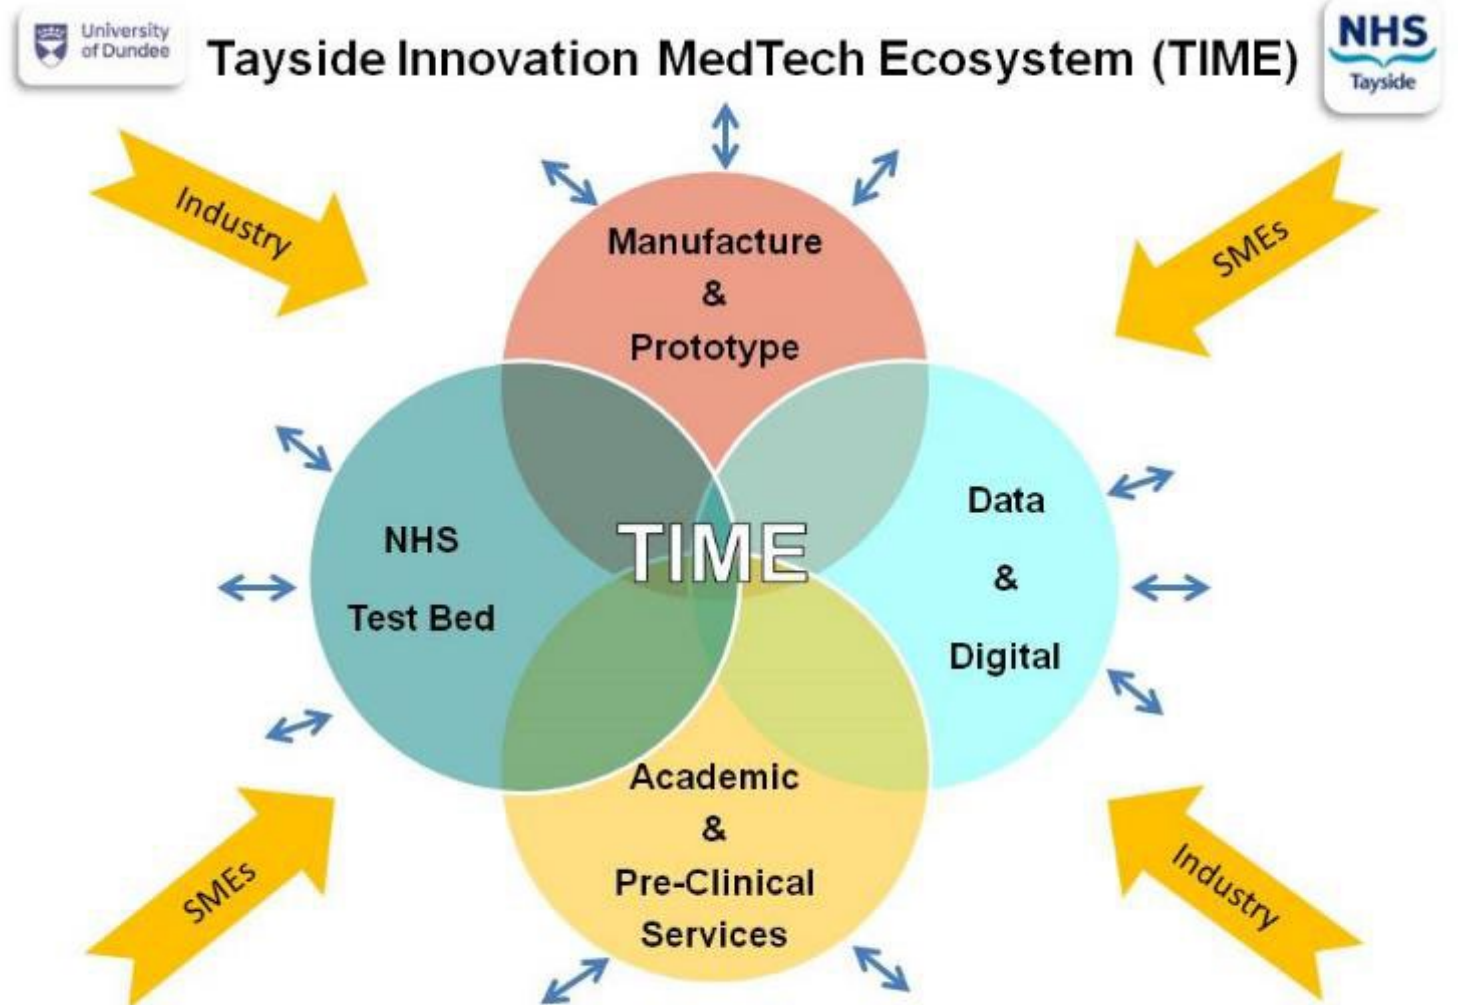 University
of Dundee
Tayside Innovation MedTech Ecosystem (TIME)
NHS
Tayside
Industry
SMEs
Manufacture
&
Prototype
NHS
Test Bed
TIME
Data
&
Digital
Academic
&
Pre-Clinical
Services
SMEs
Industry